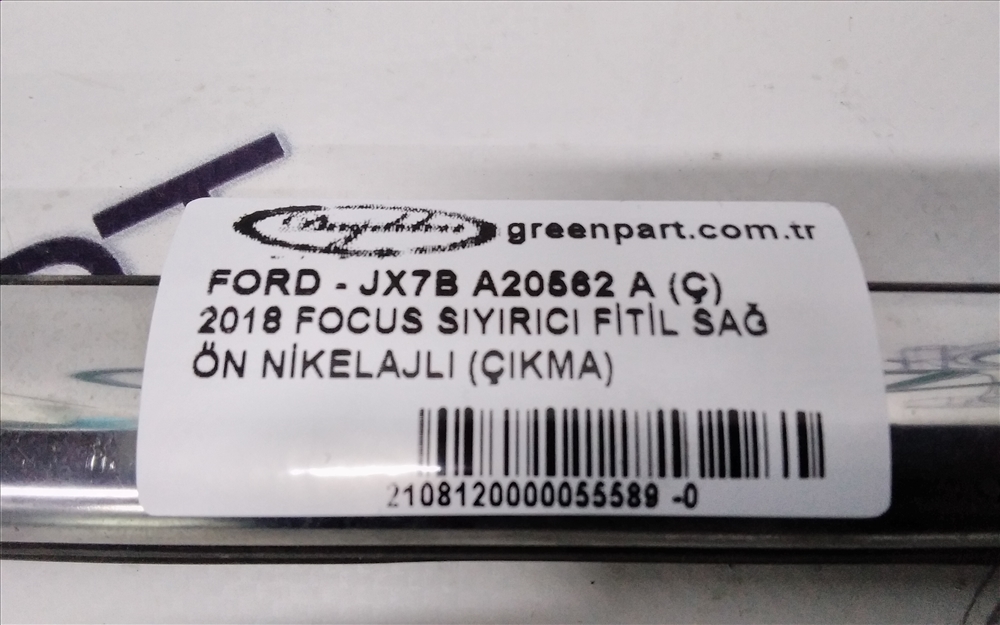 greenpart.com.tr
FORD - JX7B A20562 A (Ç)
2018 FOCUS SIYIRICI FİTİL SAĞ
ÖN NİKELAJLI (ÇIKMA)
2108120000055589 -0